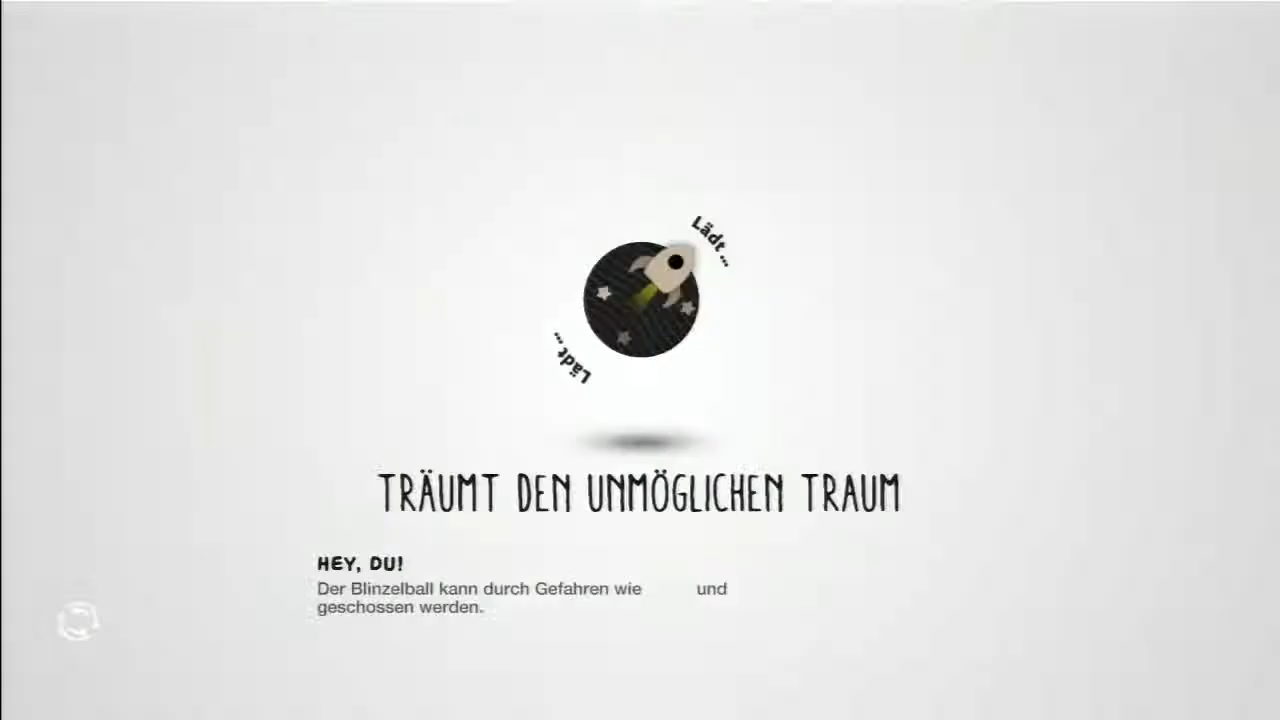 Lädt ...
Lädt ...
TRÄUMT DEN UNMÖGLICHEN TRAUM
HEY, DU!
Der Blinzelball kann durch Gefahren wie und
geschossen werden.